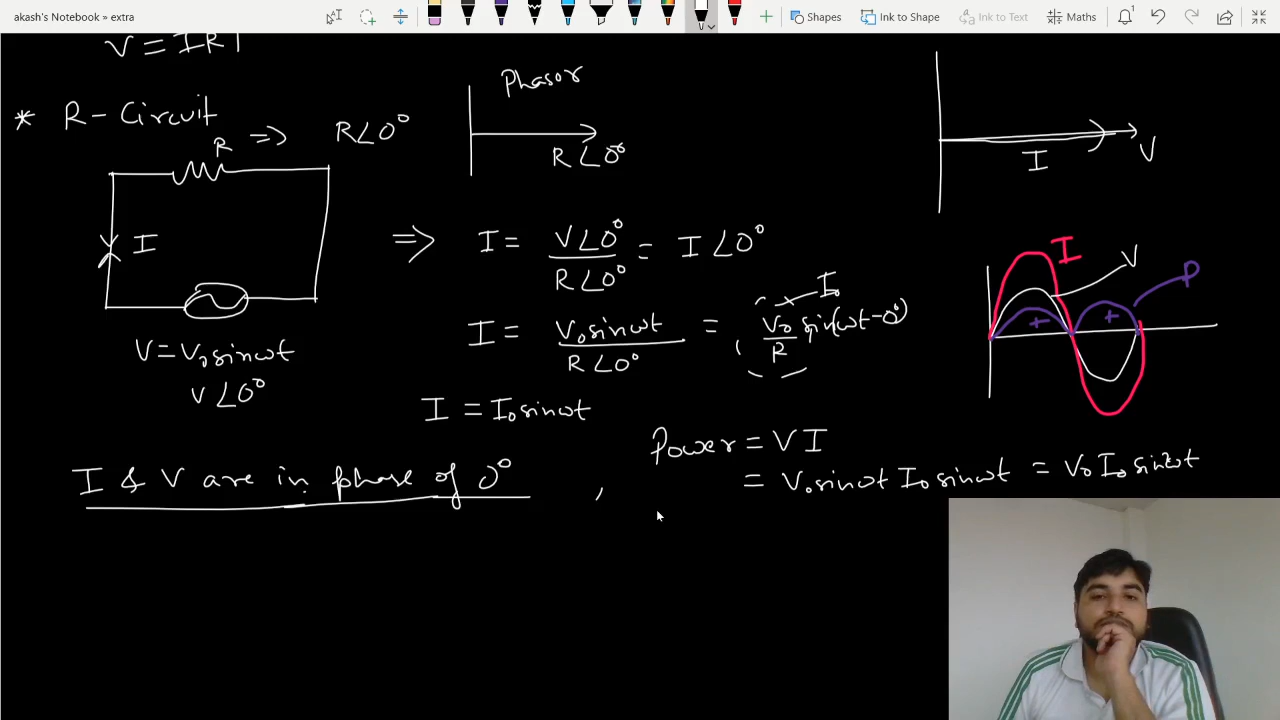 akash's Notebook » extra
Shapes
Ink to Shape
Ink to Text
Maths
* R-Circuit
R => R∠0°
V = IR
I
V = V₀sinωt
V∠0°
Phasor
R∠0°
=> I = V∠0° / R∠0° = I∠0°
I = V₀sinωt / R∠0° = V₀/R sin(ωt-0°)
I₀
I = I₀sinωt
I & V are in phase of 0° ,
I
V
I
V
P
+
+
Power = VI
= V₀sinωt I₀sinωt = V₀I₀sin²ωt